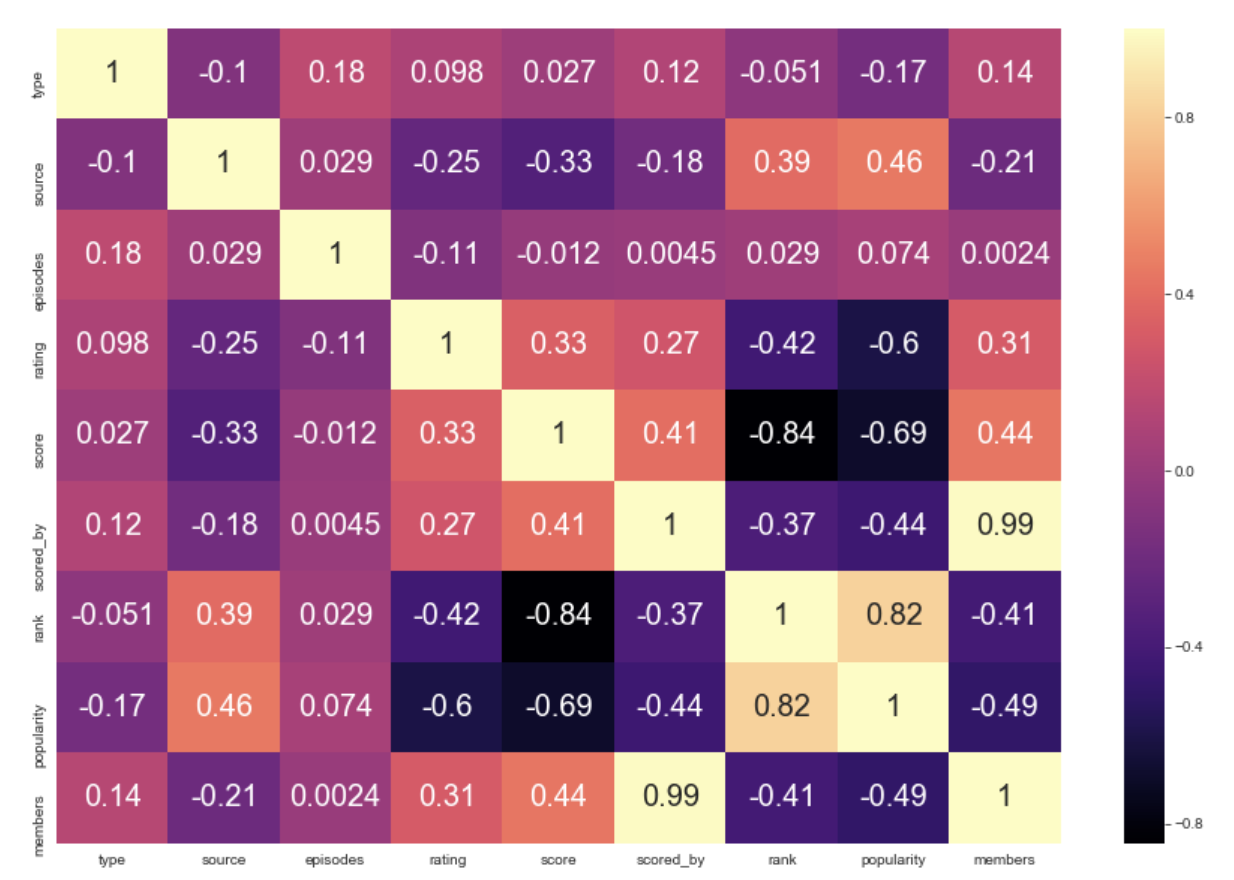 type 1 -0.1 0.18 0.098 0.027 0.12 -0.051 -0.17 0.14
source -0.1 1 0.029 -0.25 -0.33 -0.18 0.39 0.46 -0.21
episodes 0.18 0.029 1 -0.11 -0.012 0.0045 0.029 0.074 0.0024
rating 0.098 -0.25 -0.11 1 0.33 0.27 -0.42 -0.6 0.31
score 0.027 -0.33 -0.012 0.33 1 0.41 -0.84 -0.69 0.44
scored_by 0.12 -0.18 0.0045 0.27 0.41 1 -0.37 -0.44 0.99
rank -0.051 0.39 0.029 -0.42 -0.84 -0.37 1 0.82 -0.41
popularity -0.17 0.46 0.074 -0.6 -0.69 -0.44 0.82 1 -0.49
members 0.14 -0.21 0.0024 0.31 0.44 0.99 -0.41 -0.49 1
type source episodes rating score scored_by rank popularity members
0.8
0.4
0.0
−0.4
−0.8